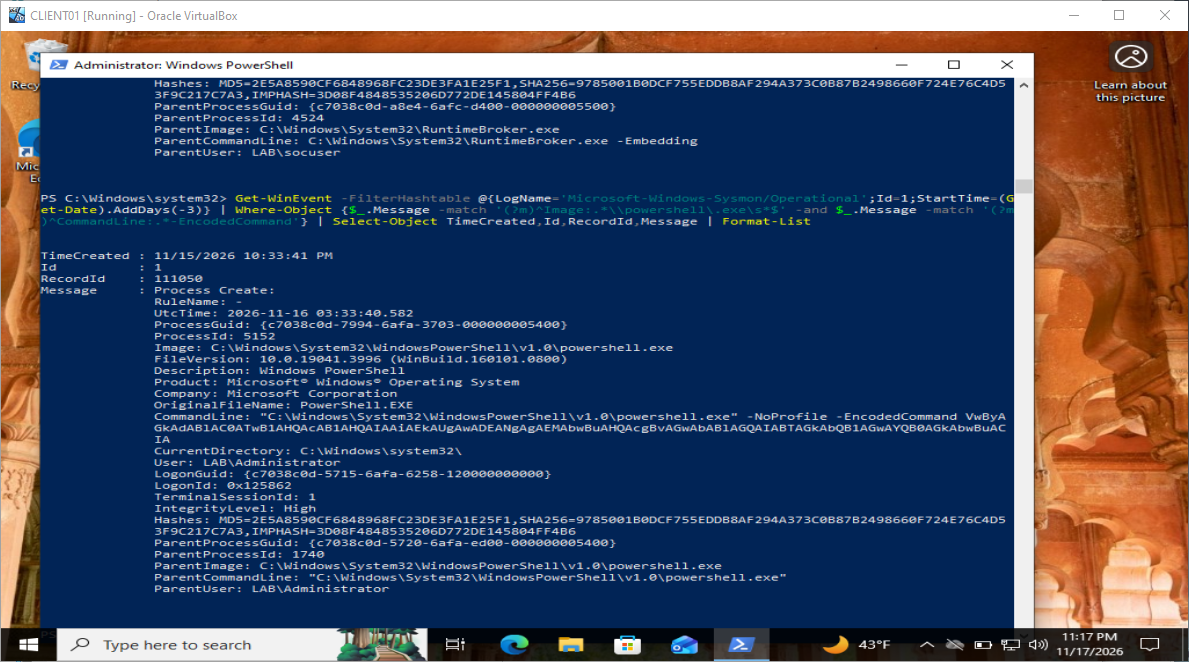 CLIENT01 [Running] - Oracle VirtualBox
Administrator: Windows PowerShell
Learn about
this picture
Hashes: MD5=2E5A8590CF6848968FC23DE3FA1E25F1,SHA256=9785001B0DCF755EDDB8AF294A373C0B87B2498660F724E76C4D5
3F9C217C7A3,IMPHASH=3D08F4848535206D772DE145804FF4B6
ParentProcessGuid: {c7038c0d-a8e4-6afc-d400-000000005500}
ParentProcessId: 4524
ParentImage: C:\Windows\System32\RuntimeBroker.exe
ParentCommandLine: C:\Windows\System32\RuntimeBroker.exe -Embedding
ParentUser: LAB\socuser
PS C:\Windows\system32> Get-WinEvent -FilterHashtable @{LogName='Microsoft-Windows-Sysmon/Operational';Id=1;StartTime=(G
et-Date).AddDays(-3)} | Where-Object {$_.Message -match '(?m)^Image:.*\\powershell\.exe\s*$' -and $_.Message -match '(?m
)^CommandLine:.*-EncodedCommand'} | Select-Object TimeCreated,Id,RecordId,Message | Format-List
TimeCreated : 11/15/2026 10:33:41 PM
Id : 1
RecordId : 111050
Message : Process Create:
RuleName: -
UtcTime: 2026-11-16 03:33:40.582
ProcessGuid: {c7038c0d-7994-6afa-3703-000000005400}
ProcessId: 5152
Image: C:\Windows\System32\WindowsPowerShell\v1.0\powershell.exe
FileVersion: 10.0.19041.3996 (WinBuild.160101.0800)
Description: Windows PowerShell
Product: Microsoft® Windows® Operating System
Company: Microsoft Corporation
OriginalFileName: PowerShell.EXE
CommandLine: "C:\Windows\System32\WindowsPowerShell\v1.0\powershell.exe" -NoProfile -EncodedCommand VwByA
GkAdABlAC0ATwB1AHQAcAB1AHQAIAAiAEkAUgAwADEANgAgAEMAbwBuAHQAcgBvAGwAbABlAGQAIABTAGkAbQB1AGwAYQB0AGkAbwBuAC
IA
CurrentDirectory: C:\Windows\system32\
User: LAB\Administrator
LogonGuid: {c7038c0d-5715-6afa-6258-120000000000}
LogonId: 0x125862
TerminalSessionId: 1
IntegrityLevel: High
Hashes: MD5=2E5A8590CF6848968FC23DE3FA1E25F1,SHA256=9785001B0DCF755EDDB8AF294A373C0B87B2498660F724E76C4D5
3F9C217C7A3,IMPHASH=3D08F4848535206D772DE145804FF4B6
ParentProcessGuid: {c7038c0d-5720-6afa-ed00-000000005400}
ParentProcessId: 1740
ParentImage: C:\Windows\System32\WindowsPowerShell\v1.0\powershell.exe
ParentCommandLine: "C:\Windows\System32\WindowsPowerShell\v1.0\powershell.exe"
ParentUser: LAB\Administrator
Type here to search
43°F
11:17 PM
11/17/2026